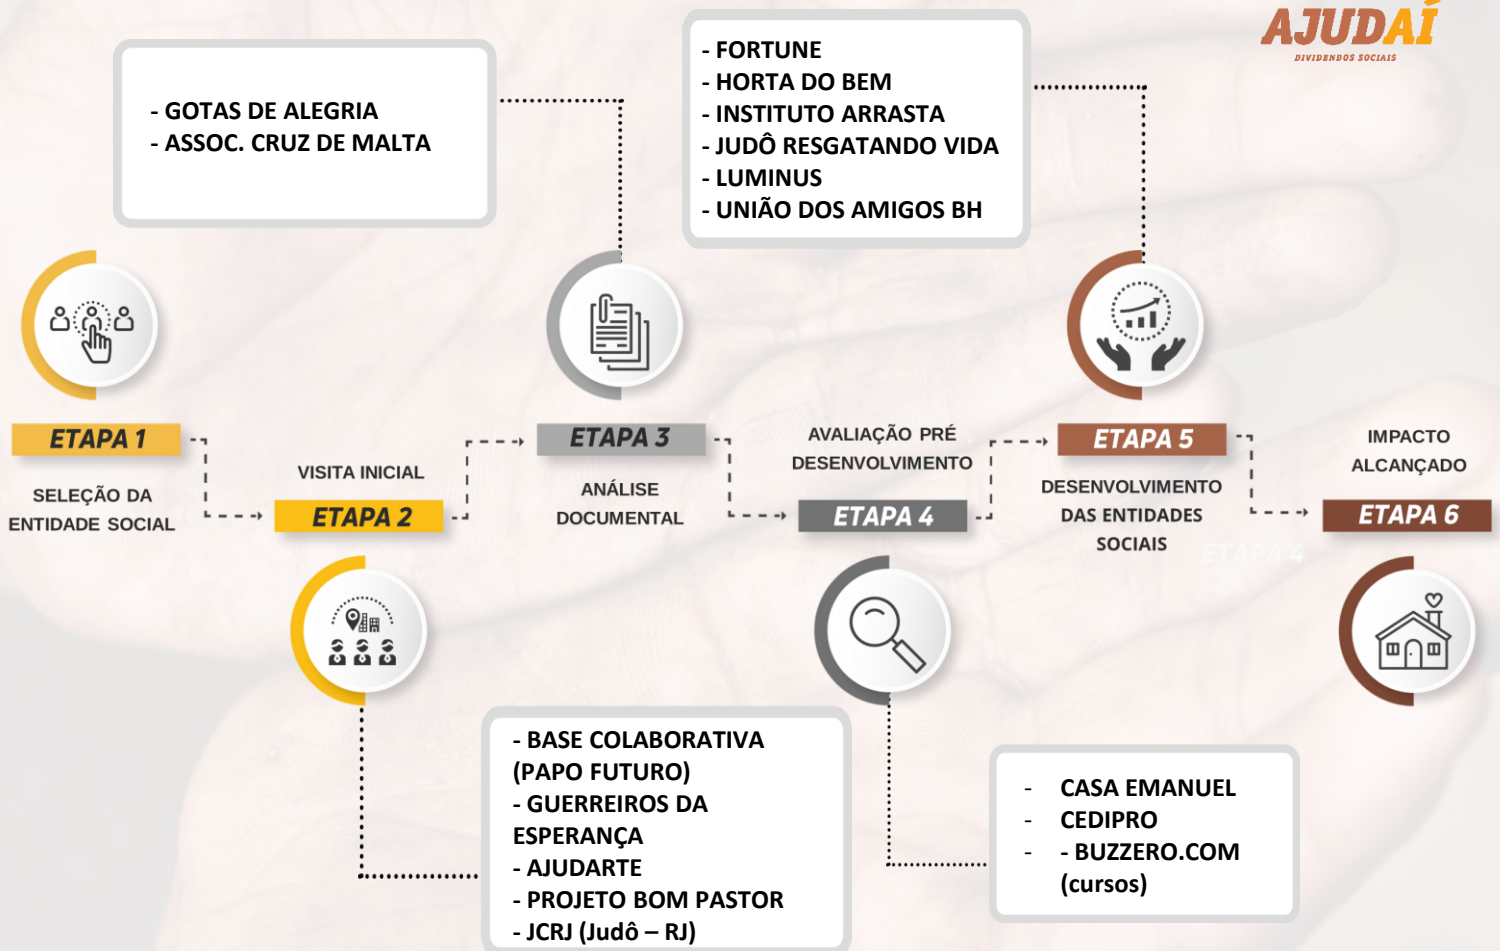 AJUDAÍ
DIVIDENDOS SOCIAIS
- GOTAS DE ALEGRIA
- ASSOC. CRUZ DE MALTA
- FORTUNE
- HORTA DO BEM
- INSTITUTO ARRASTA
- JUDÔ RESGATANDO VIDA
- LUMINUS
- UNIÃO DOS AMIGOS BH
ETAPA 1
SELEÇÃO DA
ENTIDADE SOCIAL
VISITA INICIAL
ETAPA 2
ETAPA 3
ANÁLISE
DOCUMENTAL
AVALIAÇÃO PRÉ
DESENVOLVIMENTO
ETAPA 4
ETAPA 5
DESENVOLVIMENTO
DAS ENTIDADES
SOCIAIS
ETAPA 4
IMPACTO
ALCANÇADO
ETAPA 6
- BASE COLABORATIVA
(PAPO FUTURO)
- GUERREIROS DA
ESPERANÇA
- AJUDARTE
- PROJETO BOM PASTOR
- JCRJ (Judô – RJ)
- CASA EMANUEL
- CEDIPRO
- - BUZZERO.COM
(cursos)